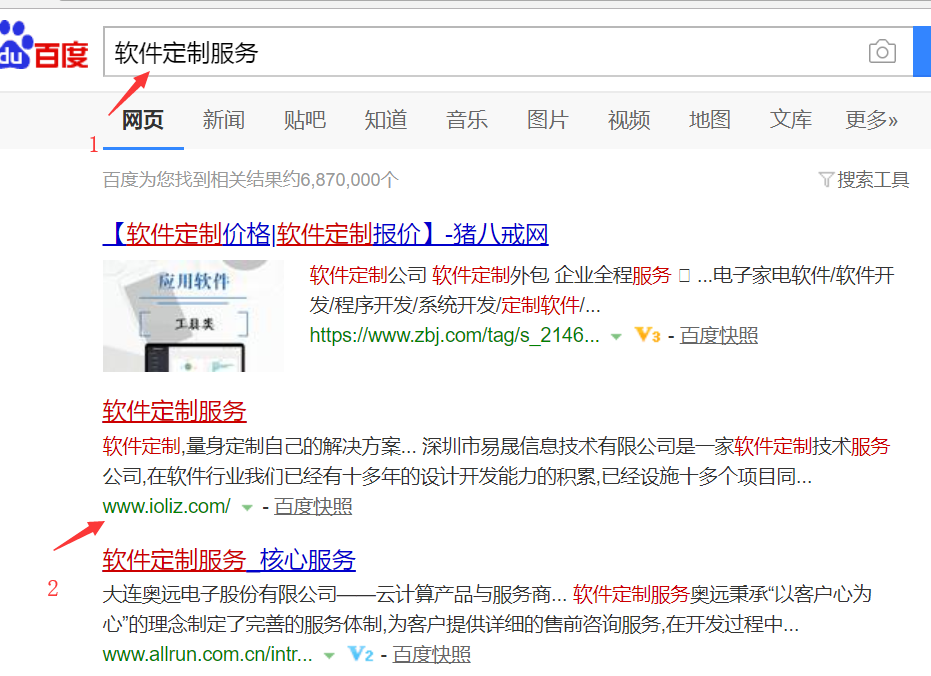 du百度
软件定制服务
1
网页 新闻 贴吧 知道 音乐 图片 视频 地图 文库 更多»
百度为您找到相关结果约6,870,000个
搜索工具
【软件定制价格|软件定制报价】-猪八戒网
应用软件
工具类
软件定制公司 软件定制外包 企业全程服务 ...电子家电软件/软件开
发/程序开发/系统开发/定制软件/...
https://www.zbj.com/tag/s_2146... V3 - 百度快照
软件定制服务
软件定制,量身定制自己的解决方案... 深圳市易晟信息技术有限公司是一家软件定制技术服务
公司,在软件行业我们已经有十多年的设计开发能力的积累,已经设施十多个项目同...
www.ioliz.com/ - 百度快照
2
软件定制服务_核心服务
大连奥远电子股份有限公司——云计算产品与服务商... 软件定制服务奥远秉承“以客户心为
心”的理念制定了完善的服务体制,为客户提供详细的售前咨询服务,在开发过程中...
www.allrun.com.cn/intr... V2 - 百度快照